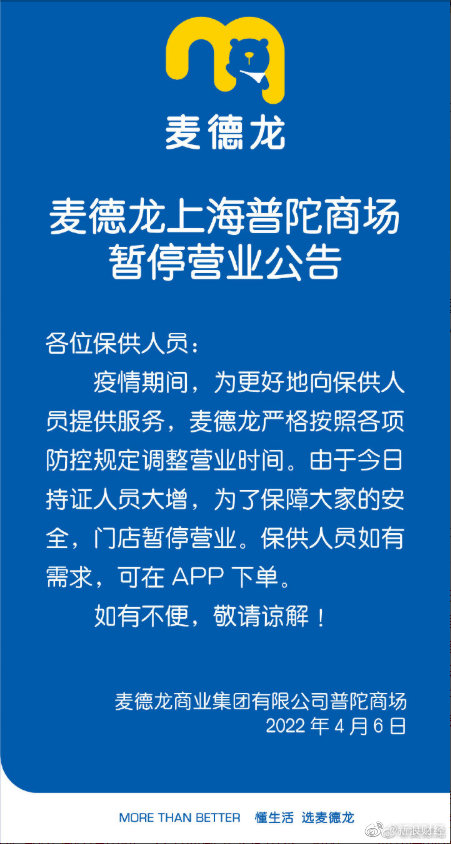 麦德龙
麦德龙上海普陀商场
暂停营业公告
各位保供人员：
疫情期间，为更好地向保供人
员提供服务，麦德龙严格按照各项
防控规定调整营业时间。由于今日
持证人员大增，为了保障大家的安
全，门店暂停营业。保供人员如有
需求，可在 APP 下单。
如有不便，敬请谅解！
麦德龙商业集团有限公司普陀商场
2022 年 4 月 6 日
MORE THAN BETTER 懂生活 选麦德龙